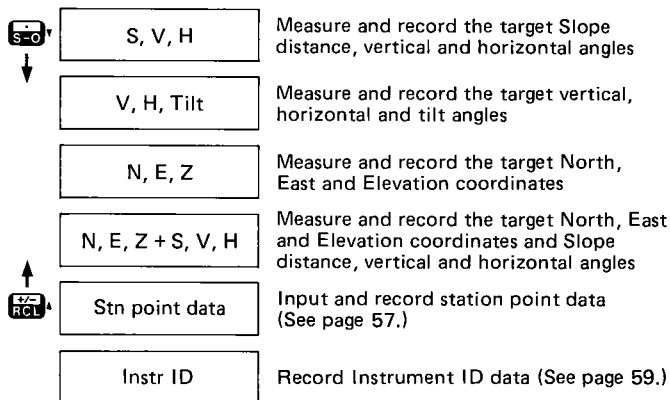 S, V, H
Measure and record the target Slope
distance, vertical and horizontal angles
S-O
V, H, Tilt
Measure and record the target vertical,
horizontal and tilt angles
N, E, Z
Measure and record the target North,
East and Elevation coordinates
N, E, Z + S, V, H
Measure and record the target North, East
and Elevation coordinates and Slope
distance, vertical and horizontal angles
+/-
RCL
Stn point data
Input and record station point data
(See page 57.)
Instr ID
Record Instrument ID data (See page 59.)